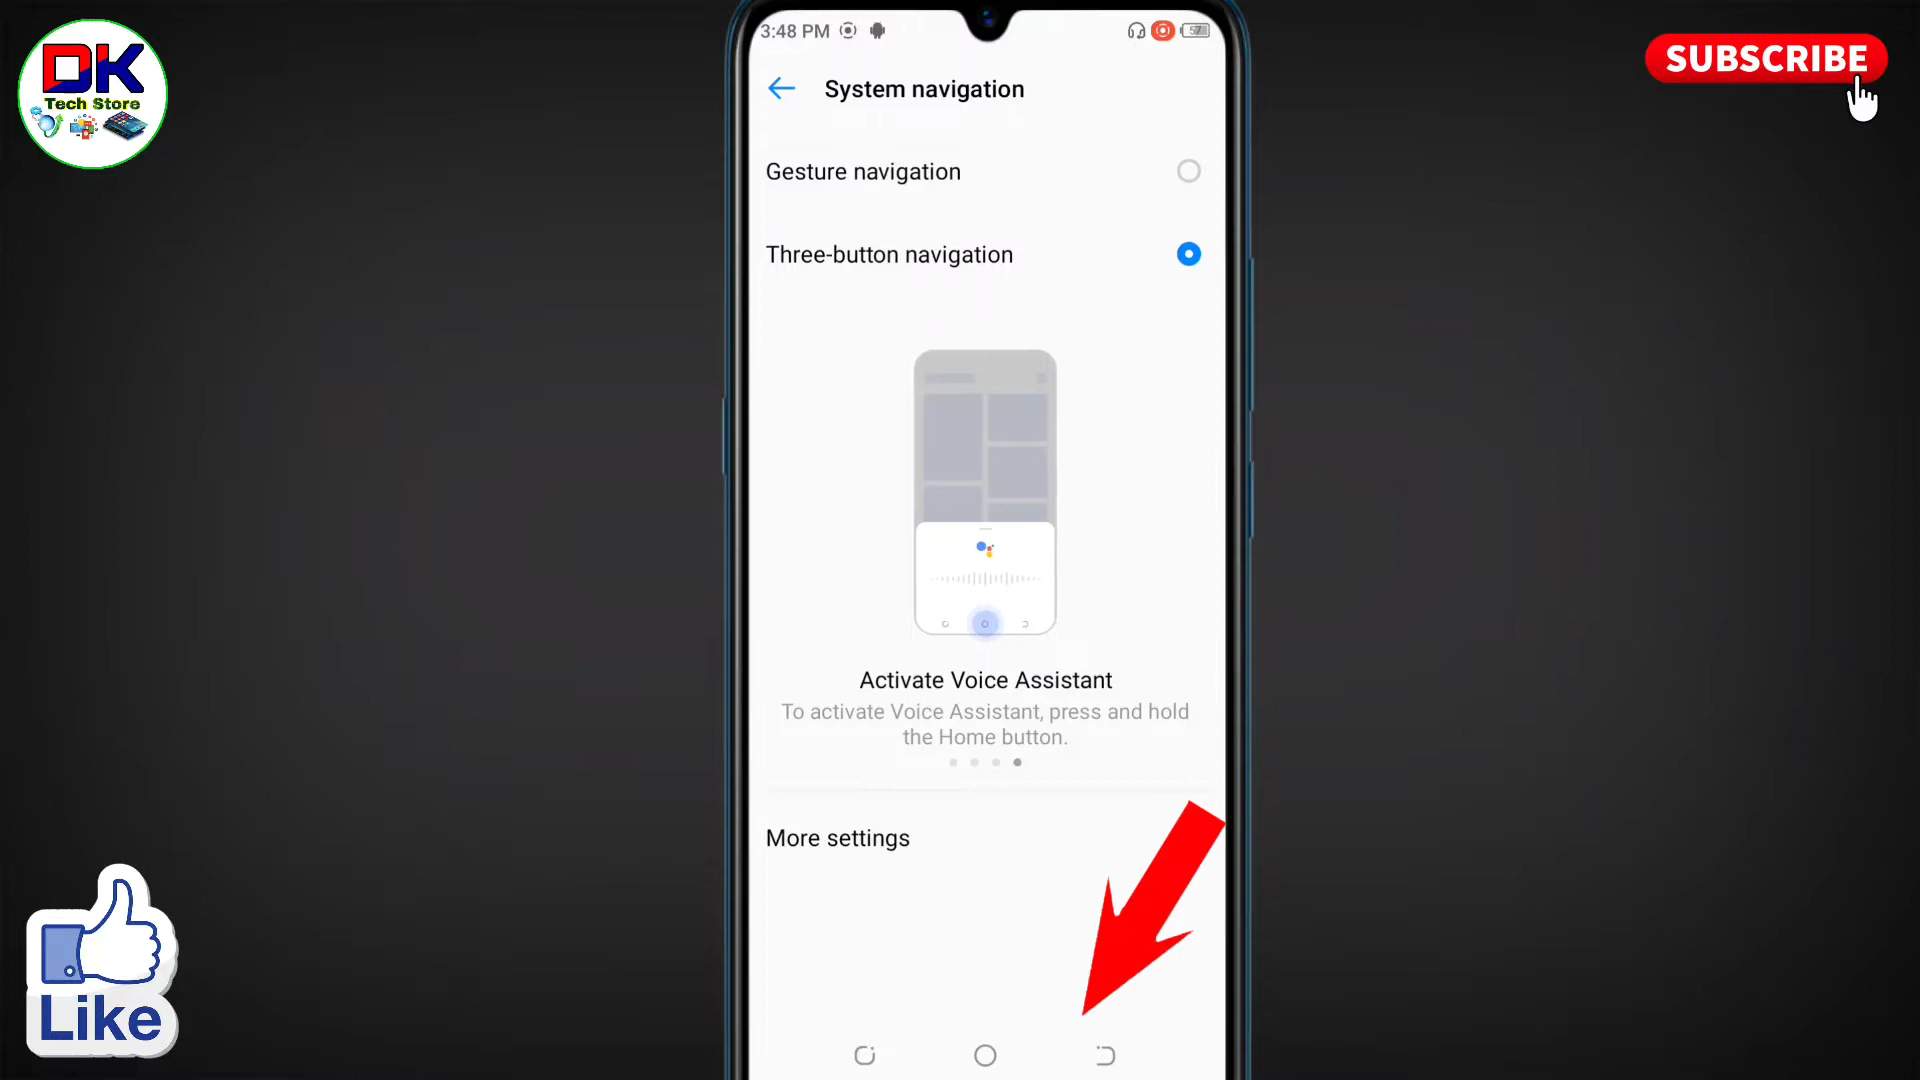 DK
Tech Store
3:48 PM
57
SUBSCRIBE
System navigation
Gesture navigation
Three-button navigation
Activate Voice Assistant
To activate Voice Assistant, press and hold
the Home button.
More settings
Like